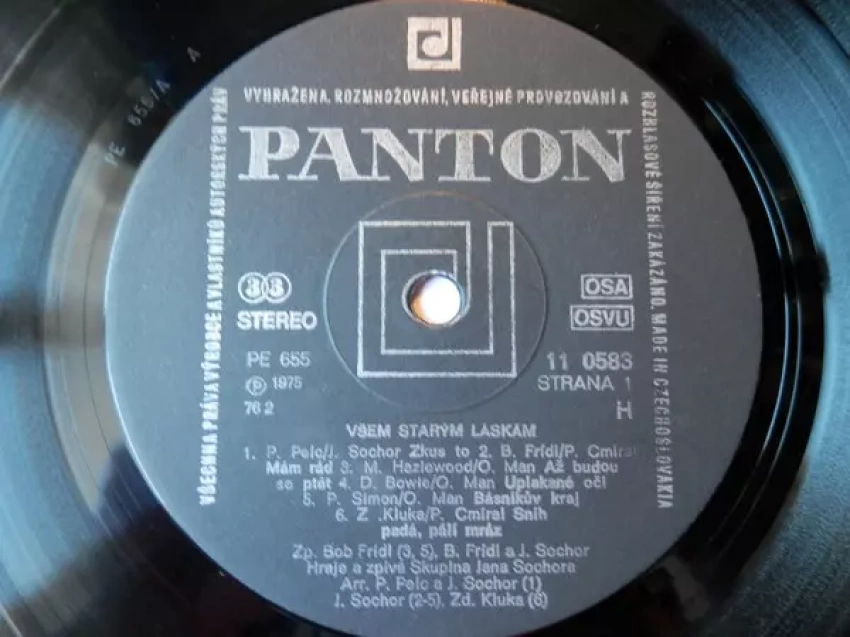 PE 655/A A
VYHRAŽENA. ROZMNOŽOVÁNÍ, VEŘEJNÉ PROVOZOVÁNÍ A
ROZHLASOVÉ ŠÍŘENÍ ZAKÁZÁNO. MADE IN CZECHOSLOVAKIA
VŠECHNA PRÁVA VÝROBCE A VLASTNÍKŮ AUTORSKÝCH PRÁV
PANTON
33
STEREO
OSA
OSVU
PE 655
℗ 1975
76 2
11 0583
STRANA 1
H
VŠEM STARÝM LÁSKÁM
1. P. Pelc/J. Sochor Zkus to 2. B. Frídl/P. Cmíral
Mám rád 3. M. Hazlewood/O. Man Až budou
se ptát 4. D. Bowie/O. Man Uplakané oči
5. P. Simon/O. Man Básníkův kraj
6. Z .Kluka/P. Cmíral Sníh
padá, pálí mráz
Zp. Bob Frídl (3, 5), B. Frídl a J. Sochor
Hraje a zpívá Skupina Jana Sochora
Arr. P. Pelc a J. Sochor (1)
J. Sochor (2-5), Zd. Kluka (6)